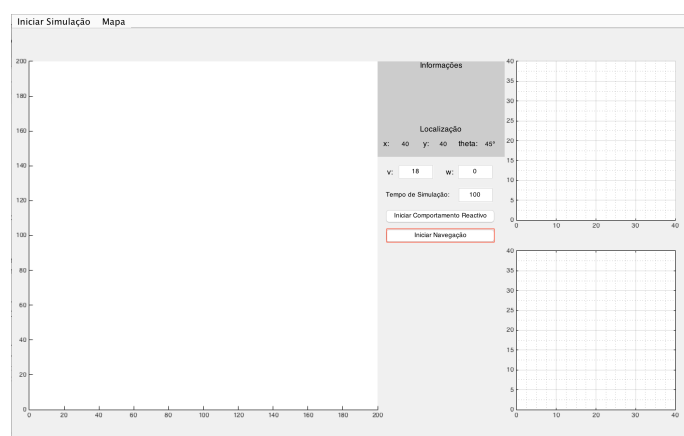 Iniciar Simulação Mapa
200
180
160
140
120
100
80
60
40
20
0
0 20 40 60 80 100 120 140 160 180 200
Informações
Localização
x: 40 y: 40 theta: 45º
v: 18 w: 0
Tempo de Simulação: 100
Iniciar Comportamento Reactivo
Iniciar Navegação
40
35
30
25
20
15
10
5
0
0 10 20 30 40
40
35
30
25
20
15
10
5
0
0 10 20 30 40